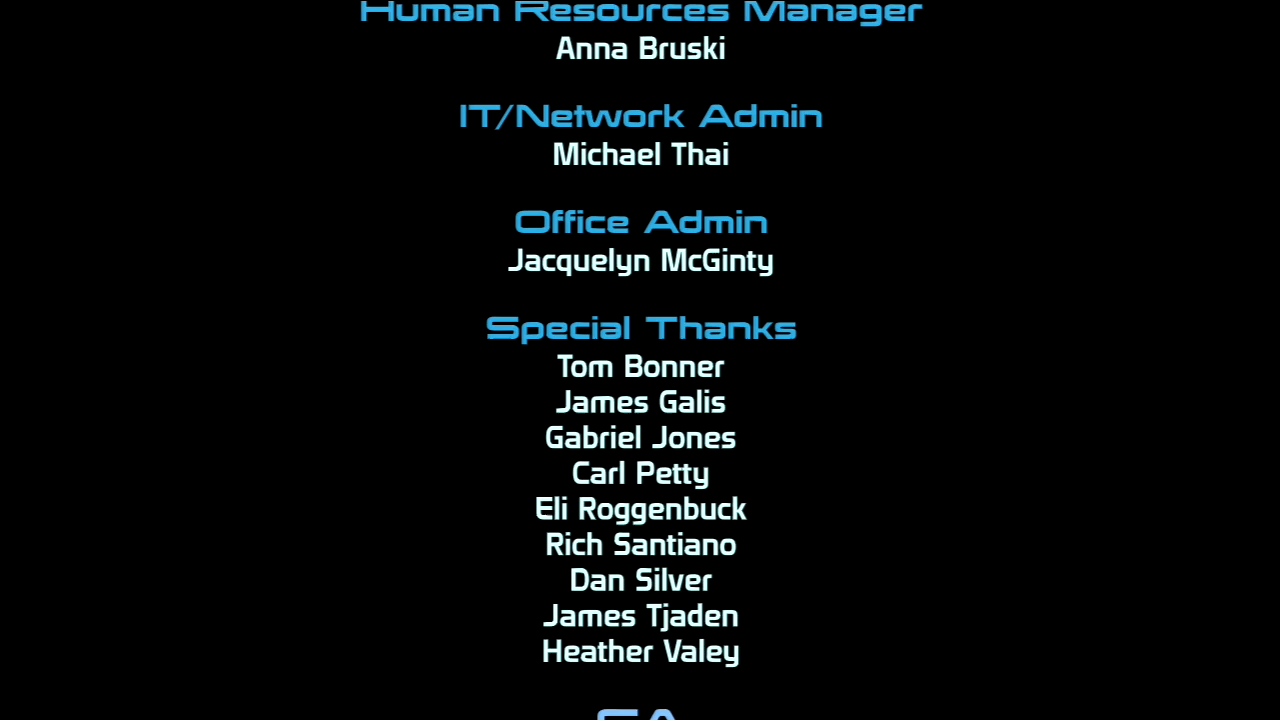 Human Resources Manager
Anna Bruski
IT/Network Admin
Michael Thai
Office Admin
Jacquelyn McGinty
Special Thanks
Tom Bonner
James Galis
Gabriel Jones
Carl Petty
Eli Roggenbuck
Rich Santiano
Dan Silver
James Tjaden
Heather Valey